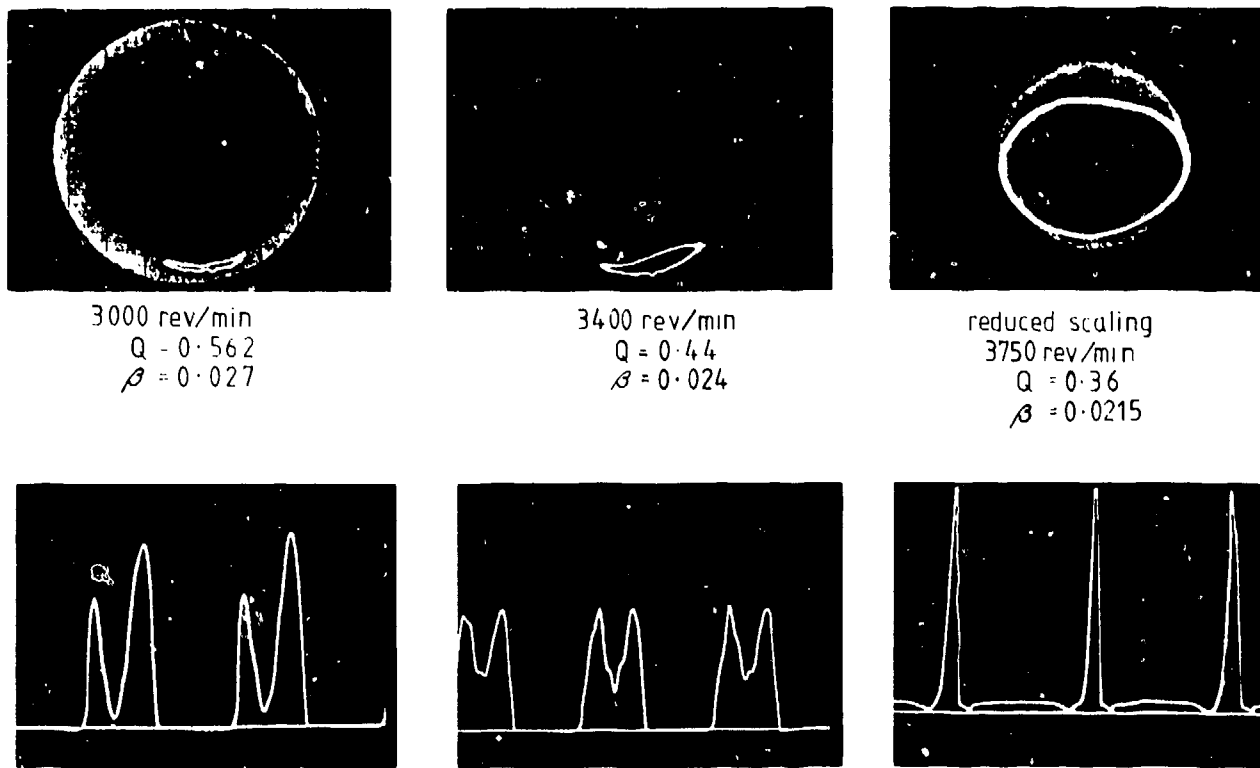 3000 rev/min
Q - 0·562
β = 0·027
3400 rev/min
Q = 0·44
β = 0·024
reduced scaling
3750 rev/min
Q = 0·36
β = 0·0215